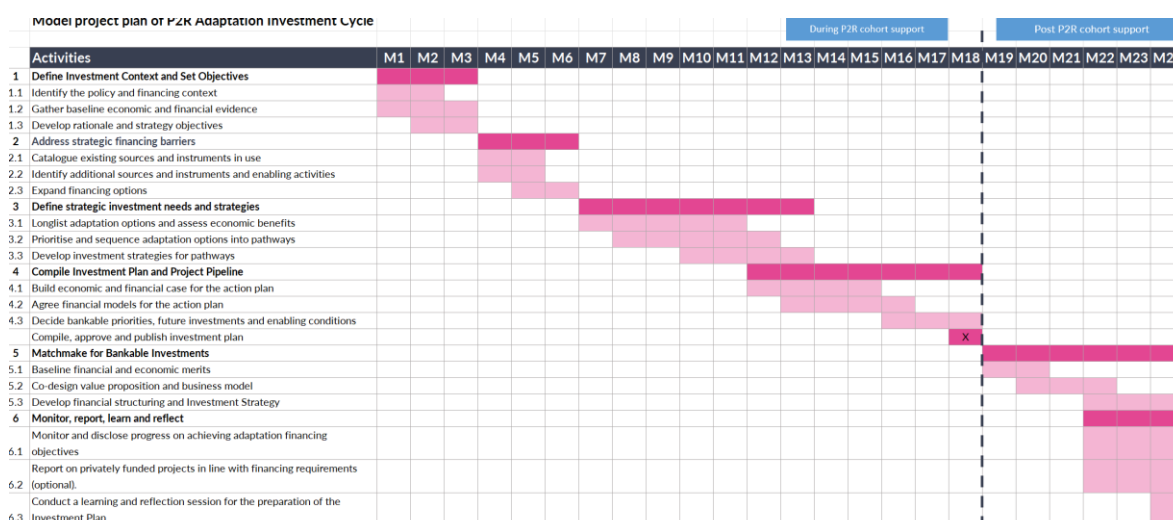 Model project plan of P2R Adaptation Investment Cycle
During P2R cohort support
Post P2R cohort support
Activities M1 M2 M3 M4 M5 M6 M7 M8 M9 M10 M11 M12 M13 M14 M15 M16 M17 M18 M19 M20 M21 M22 M23
1 Define Investment Context and Set Objectives
1.1 Identify the policy and financing context
1.2 Gather baseline economic and financial evidence
1.3 Develop rationale and strategy objectives
2 Address strategic financing barriers
2.1 Catalogue existing sources and instruments in use
2.2 Identify additional sources and instruments and enabling activities
2.3 Expand financing options
3 Define strategic investment needs and strategies
3.1 Longlist adaptation options and assess economic benefits
3.2 Prioritise and sequence adaptation options into pathways
3.3 Develop investment strategies for pathways
4 Compile Investment Plan and Project Pipeline
4.1 Build economic and financial case for the action plan
4.2 Agree financial models for the action plan
4.3 Decide bankable priorities, future investments and enabling conditions
Compile, approve and publish investment plan X
5 Matchmake for Bankable Investments
5.1 Baseline financial and economic merits
5.2 Co-design value proposition and business model
5.3 Develop financial structuring and Investment Strategy
6 Monitor, report, learn and reflect
Monitor and disclose progress on achieving adaptation financing
6.1 objectives
Report on privately funded projects in line with financing requirements
6.2 (optional).
Conduct a learning and reflection session for the preparation of the
6.3 Investment Plan